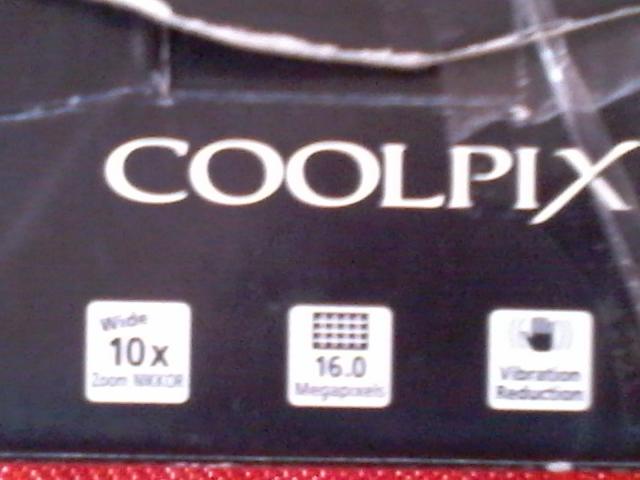 COOLPIX
Wide
10x
Zoom NIKKOR
16.0
Megapixels
Vibration
Reduction